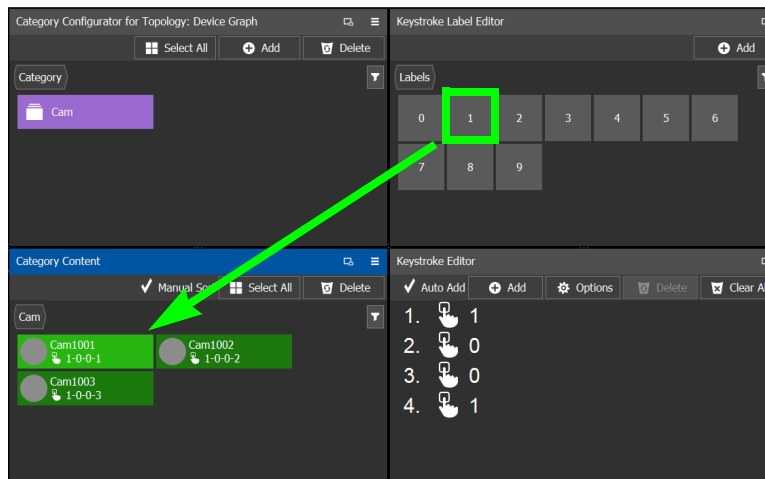 Category Configurator for Topology: Device Graph
Select All Add Delete
Category
Cam
Keystroke Label Editor
Add
Labels
0 1 2 3 4 5 6
7 8 9
Category Content
Manual Select All Delete
Cam
Cam1001
1-0-0-1
Cam1002
1-0-0-2
Cam1003
1-0-0-3
Keystroke Editor
Auto Add Add Options Delete Clear
1. 1
2. 0
3. 0
4. 1